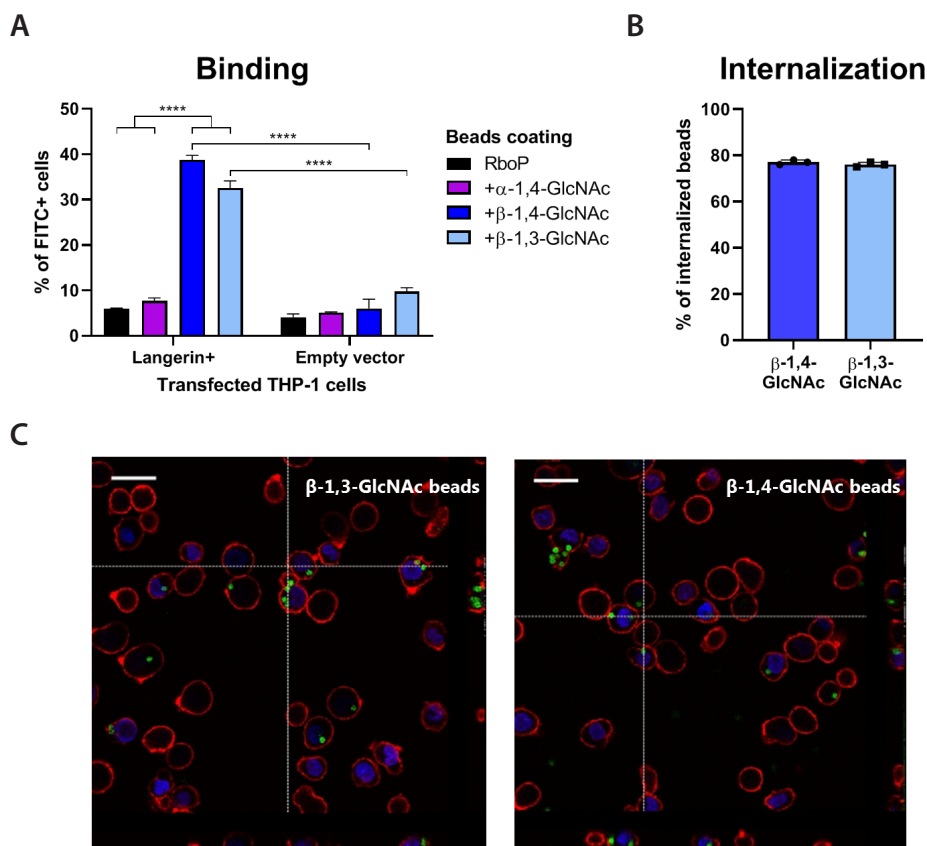 A
Binding
50
40
30
20
10
0
% of FITC+ cells
****
****
****
Langerin+
Empty vector
Transfected THP-1 cells
Beads coating
RboP
+α-1,4-GlcNAc
+β-1,4-GlcNAc
+β-1,3-GlcNAc
B
Internalization
100
80
60
40
20
0
% of internalized beads
β-1,4-
GlcNAc
β-1,3-
GlcNAc
C
β-1,3-GlcNAc beads
β-1,4-GlcNAc beads